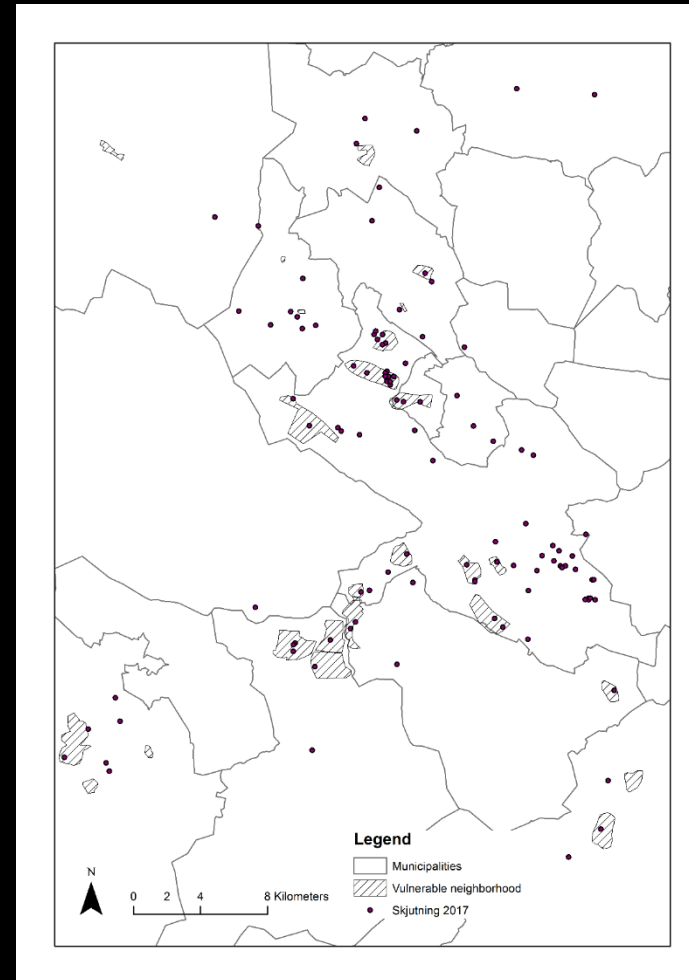 Legend
Municipalities
Vulnerable neighborhood
Skjutning 2017
N
0 2 4 8 Kilometers